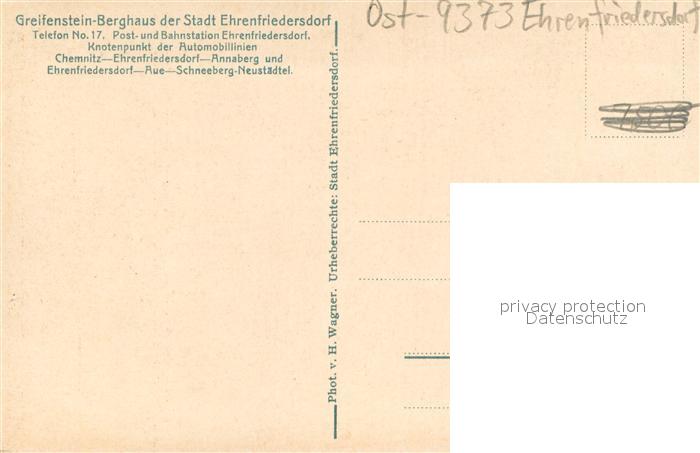 Greifenstein-Berghaus der Stadt Ehrenfriedersdorf
Telefon No. 17. Post- und Bahnstation Ehrenfriedersdorf.
Knotenpunkt der Automobillinien
Chemnitz—Ehrenfriedersdorf—Annaberg und
Ehrenfriedersdorf—Aue—Schneeberg-Neustädtel.
Phot. v. H. Wagner. Urheberrechte: Stadt Ehrenfriedersdorf.
Ost-9373 Ehrenfriedersdorf
privacy protection
Datenschutz